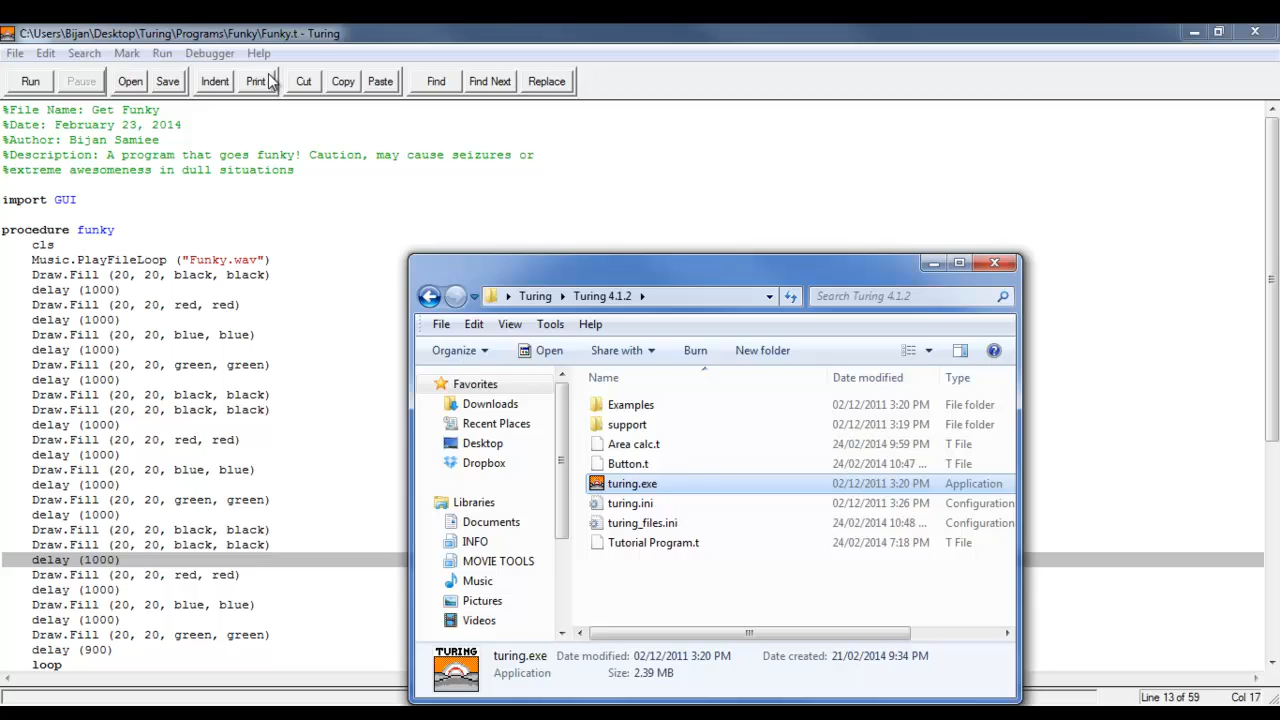 C:\Users\Bijan\Desktop\Turing\Programs\Funky\Funky.t - Turing
File Edit Search Mark Run Debugger Help
Run Pause Open Save Indent Print Cut Copy Paste Find Find Next Replace
%File Name: Get Funky
%Date: February 23, 2014
%Author: Bijan Samiee
%Description: A program that goes funky! Caution, may cause seizures or
%extreme awesomeness in dull situations
import GUI
procedure funky
cls
Music.PlayFileLoop ("Funky.wav")
Draw.Fill (20, 20, black, black)
delay (1000)
Draw.Fill (20, 20, red, red)
delay (1000)
Draw.Fill (20, 20, blue, blue)
delay (1000)
Draw.Fill (20, 20, green, green)
delay (1000)
Draw.Fill (20, 20, black, black)
Draw.Fill (20, 20, black, black)
delay (1000)
Draw.Fill (20, 20, red, red)
delay (1000)
Draw.Fill (20, 20, blue, blue)
delay (1000)
Draw.Fill (20, 20, green, green)
delay (1000)
Draw.Fill (20, 20, black, black)
Draw.Fill (20, 20, black, black)
delay (1000)
Draw.Fill (20, 20, red, red)
delay (1000)
Draw.Fill (20, 20, blue, blue)
delay (1000)
Draw.Fill (20, 20, green, green)
delay (900)
loop
Turing Turing 4.1.2 Search Turing 4.1.2
File Edit View Tools Help
Organize Open Share with Burn New folder
Favorites
Downloads
Recent Places
Desktop
Dropbox
Libraries
Documents
INFO
MOVIE TOOLS
Music
Pictures
Videos
Name Date modified Type
Examples 02/12/2011 3:20 PM File folder
support 02/12/2011 3:19 PM File folder
Area calc.t 24/02/2014 9:59 PM T File
Button.t 24/02/2014 10:47 ... T File
turing.exe 02/12/2011 3:20 PM Application
turing.ini 02/12/2011 3:26 PM Configuration
turing_files.ini 24/02/2014 10:48 ... Configuration
Tutorial Program.t 24/02/2014 7:18 PM T File
TURING
turing.exe Date modified: 02/12/2011 3:20 PM Date created: 21/02/2014 9:34 PM
Application Size: 2.39 MB
Line 13 of 59 Col 17